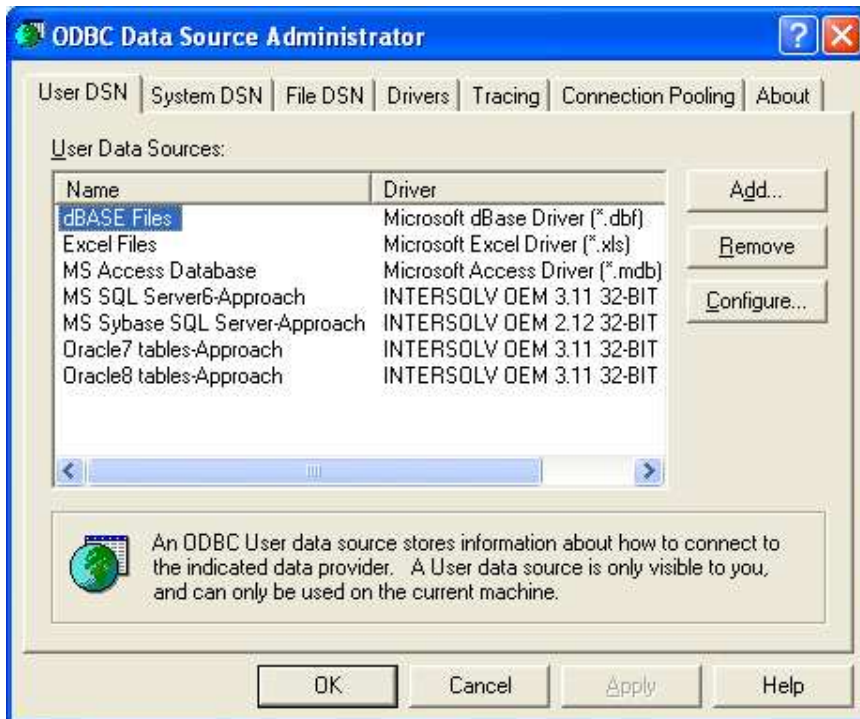 ODBC Data Source Administrator
User DSN System DSN File DSN Drivers Tracing Connection Pooling About
User Data Sources:
Name Driver
dBASE Files Microsoft dBase Driver (*.dbf)
Excel Files Microsoft Excel Driver (*.xls)
MS Access Database Microsoft Access Driver (*.mdb)
MS SQL Server6-Approach INTERSOLV OEM 3.11 32-BIT
MS Sybase SQL Server-Approach INTERSOLV OEM 2.12 32-BIT
Oracle7 tables-Approach INTERSOLV OEM 3.11 32-BIT
Oracle8 tables-Approach INTERSOLV OEM 3.11 32-BIT
Add...
Remove
Configure...
An ODBC User data source stores information about how to connect to
the indicated data provider. A User data source is only visible to you,
and can only be used on the current machine.
OK Cancel Apply Help